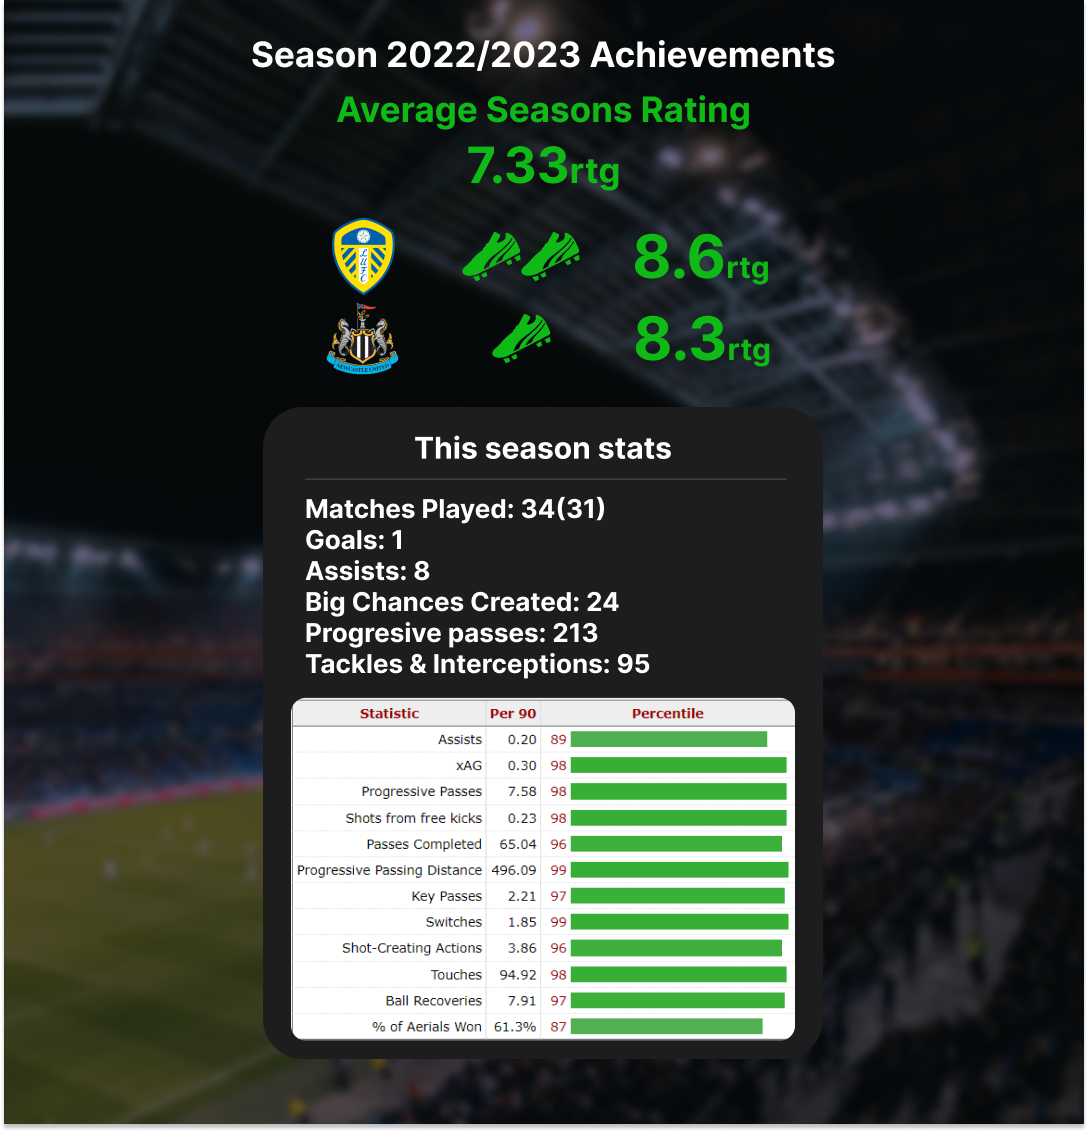 Season 2022/2023 Achievements
Average Seasons Rating
7.33rtg
LUFC
8.6rtg
NEWCASTLE UNITED
8.3rtg
This season stats
Matches Played: 34(31)
Goals: 1
Assists: 8
Big Chances Created: 24
Progresive passes: 213
Tackles & Interceptions: 95
Statistic Per 90 Percentile
Assists 0.20 89
xAG 0.30 98
Progressive Passes 7.58 98
Shots from free kicks 0.23 98
Passes Completed 65.04 96
Progressive Passing Distance 496.09 99
Key Passes 2.21 97
Switches 1.85 99
Shot-Creating Actions 3.86 96
Touches 94.92 98
Ball Recoveries 7.91 97
% of Aerials Won 61.3% 87